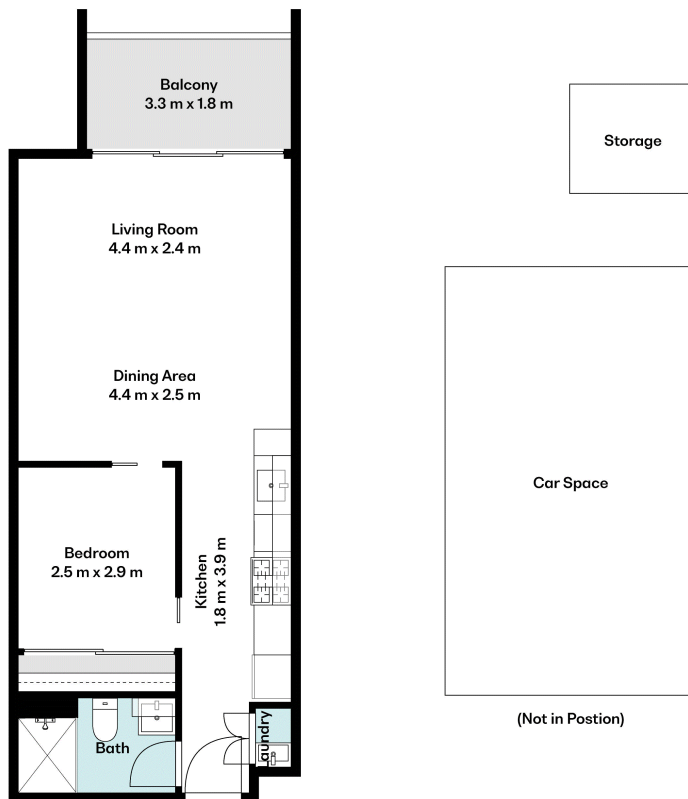 Balcony
3.3 m x 1.8 m
Storage
Living Room
4.4 m x 2.4 m
Dining Area
4.4 m x 2.5 m
Car Space
Bedroom
2.5 m x 2.9 m
Kitchen
1.8 m x 3.9 m
(Not in Postion)
Bath
Laundry